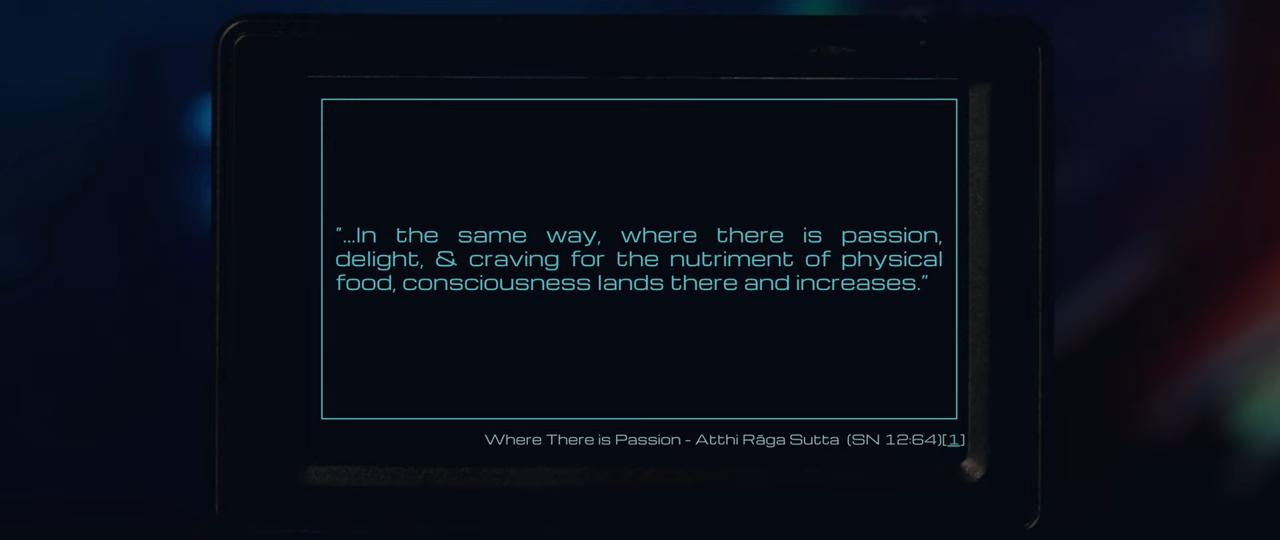 "...In the same way, where there is passion,
delight, & craving for the nutriment of physical
food, consciousness lands there and increases."
Where There is Passion - Atthi Rāga Sutta (SN 12:64)[1]